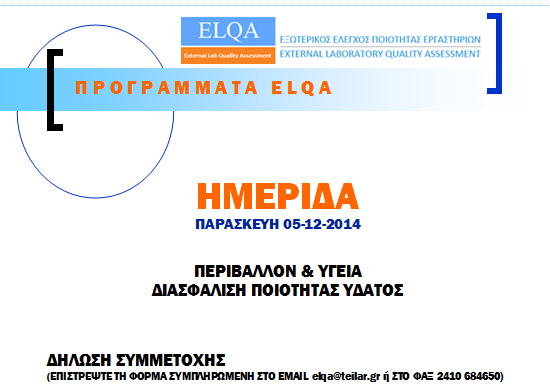 ELQA
External Lab Quality Assessment
ΕΞΩΤΕΡΙΚΟΣ ΕΛΕΓΧΟΣ ΠΟΙΟΤΗΤΑΣ ΕΡΓΑΣΤΗΡΙΩΝ
EXTERNAL LABORATORY QUALITY ASSESSMENT
ΠΡΟΓΡΑΜΜΑΤΑ ELQA
ΗΜΕΡΙΔΑ
ΠΑΡΑΣΚΕΥΗ 05-12-2014
ΠΕΡΙΒΑΛΛΟΝ & ΥΓΕΙΑ
ΔΙΑΣΦΑΛΙΣΗ ΠΟΙΟΤΗΤΑΣ ΥΔΑΤΟΣ
ΔΗΛΩΣΗ ΣΥΜΜΕΤΟΧΗΣ
(ΕΠΙΣΤΡΕΨΤΕ ΤΗ ΦΟΡΜΑ ΣΥΜΠΛΗΡΩΜΕΝΗ ΣΤΟ EMAIL elqa@teilar.gr ή ΣΤΟ ΦΑΞ 2410 684650)